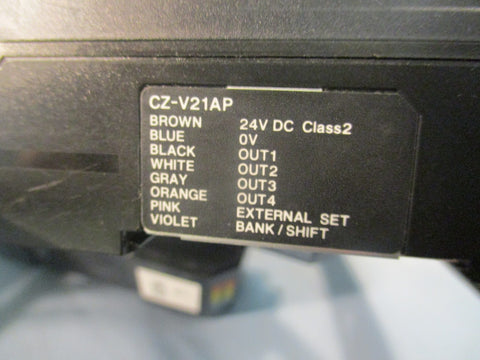 CZ-V21AP
BROWN 24V DC Class2
BLUE 0V
BLACK OUT1
WHITE OUT2
GRAY OUT3
ORANGE OUT4
PINK EXTERNAL SET
VIOLET BANK/SHIFT